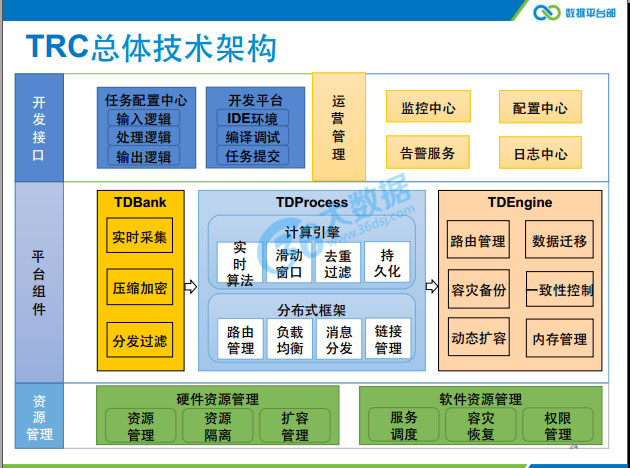 数据平台部
TRC总体技术架构
开
发
接
口
任务配置中心
输入逻辑
处理逻辑
输出逻辑
开发平台
IDE环境
编译调试
任务提交
运
营
管
理
监控中心
配置中心
告警服务
日志中心
平
台
组
件
TDBank
实时采集
压缩加密
分发过滤
TDProcess
计算引擎
实
时
算法
滑动
窗口
去重
过滤
持
久化
分布式框架
路由
管理
负载
均衡
消息
分发
链接
管理
TDEngine
路由管理
数据迁移
容灾备份
一致性控制
动态扩容
内存管理
36大数据
www.36dsj.com
资源
管理
硬件资源管理
资源
管理
资源
隔离
扩容
管理
软件资源管理
服务
调度
容灾
恢复
权限
管理
24